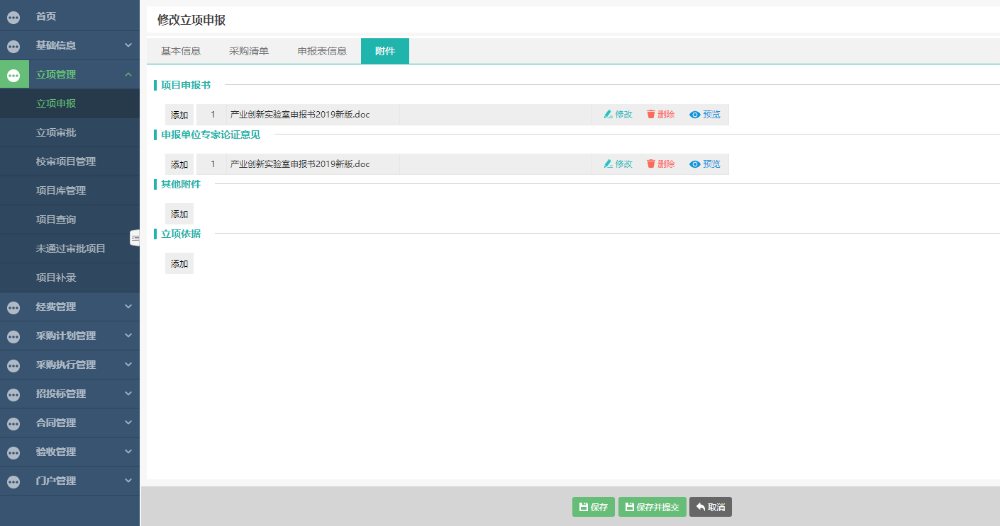 首页
基础信息
立项管理
立项申报
立项审批
校审项目管理
项目库管理
项目查询
未通过审批项目
项目补录
经费管理
采购计划管理
采购执行管理
招投标管理
合同管理
验收管理
门户管理
修改立项申报
基本信息 采购清单 申报表信息 附件
项目申报书
添加 1 产业创新实验室申报书2019新版.doc 修改 删除 预览
申报单位专家论证意见
添加 1 产业创新实验室申报书2019新版.doc 修改 删除 预览
其他附件
添加
立项依据
添加
保存 保存并提交 取消